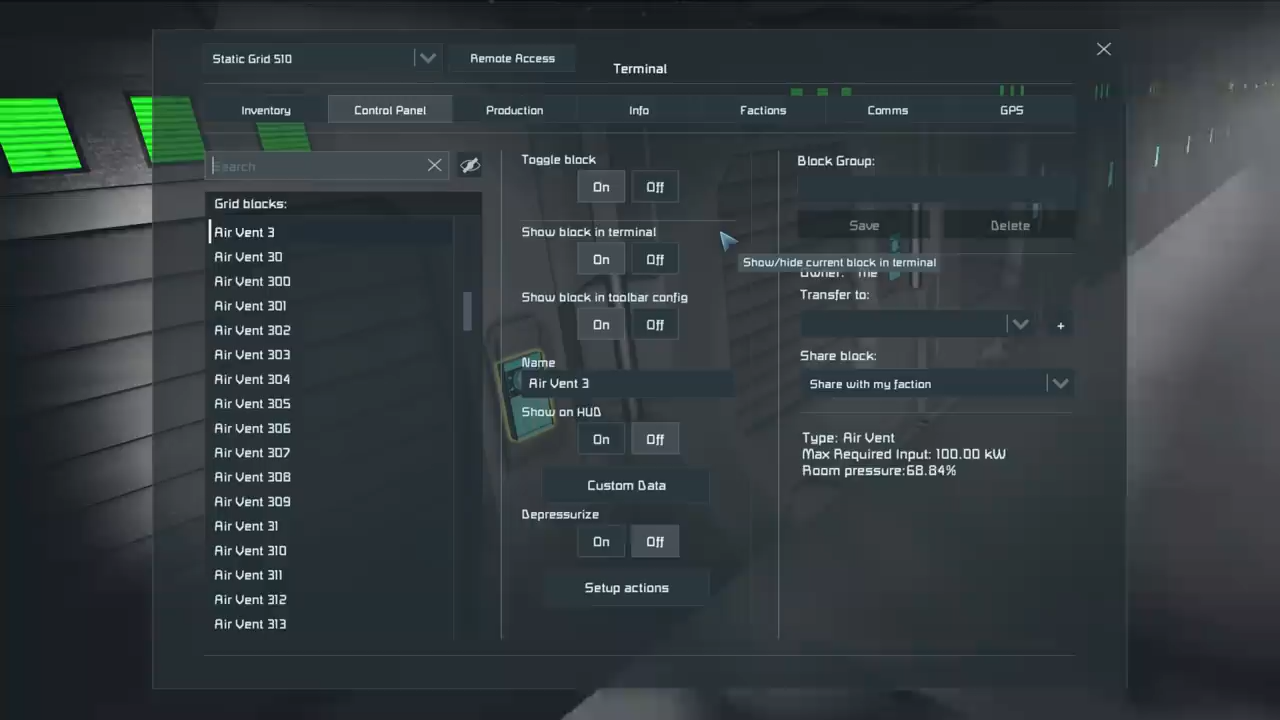 Static Grid 510
Remote Access
Terminal
Inventory
Control Panel
Production
Info
Factions
Comms
GPS
Search
Grid blocks:
Air Vent 3
Air Vent 30
Air Vent 300
Air Vent 301
Air Vent 302
Air Vent 303
Air Vent 304
Air Vent 305
Air Vent 306
Air Vent 307
Air Vent 308
Air Vent 309
Air Vent 31
Air Vent 310
Air Vent 311
Air Vent 312
Air Vent 313
Toggle block
On Off
Show block in terminal
On Off
Show block in toolbar config
On Off
Name
Air Vent 3
Show on HUD
On Off
Custom Data
Depressurize
On Off
Setup actions
Block Group:
Save Delete
Show/hide current block in terminal
Owner: Me
Transfer to:
+
Share block:
Share with my faction
Type: Air Vent
Max Required Input: 100.00 kW
Room pressure:68.84%